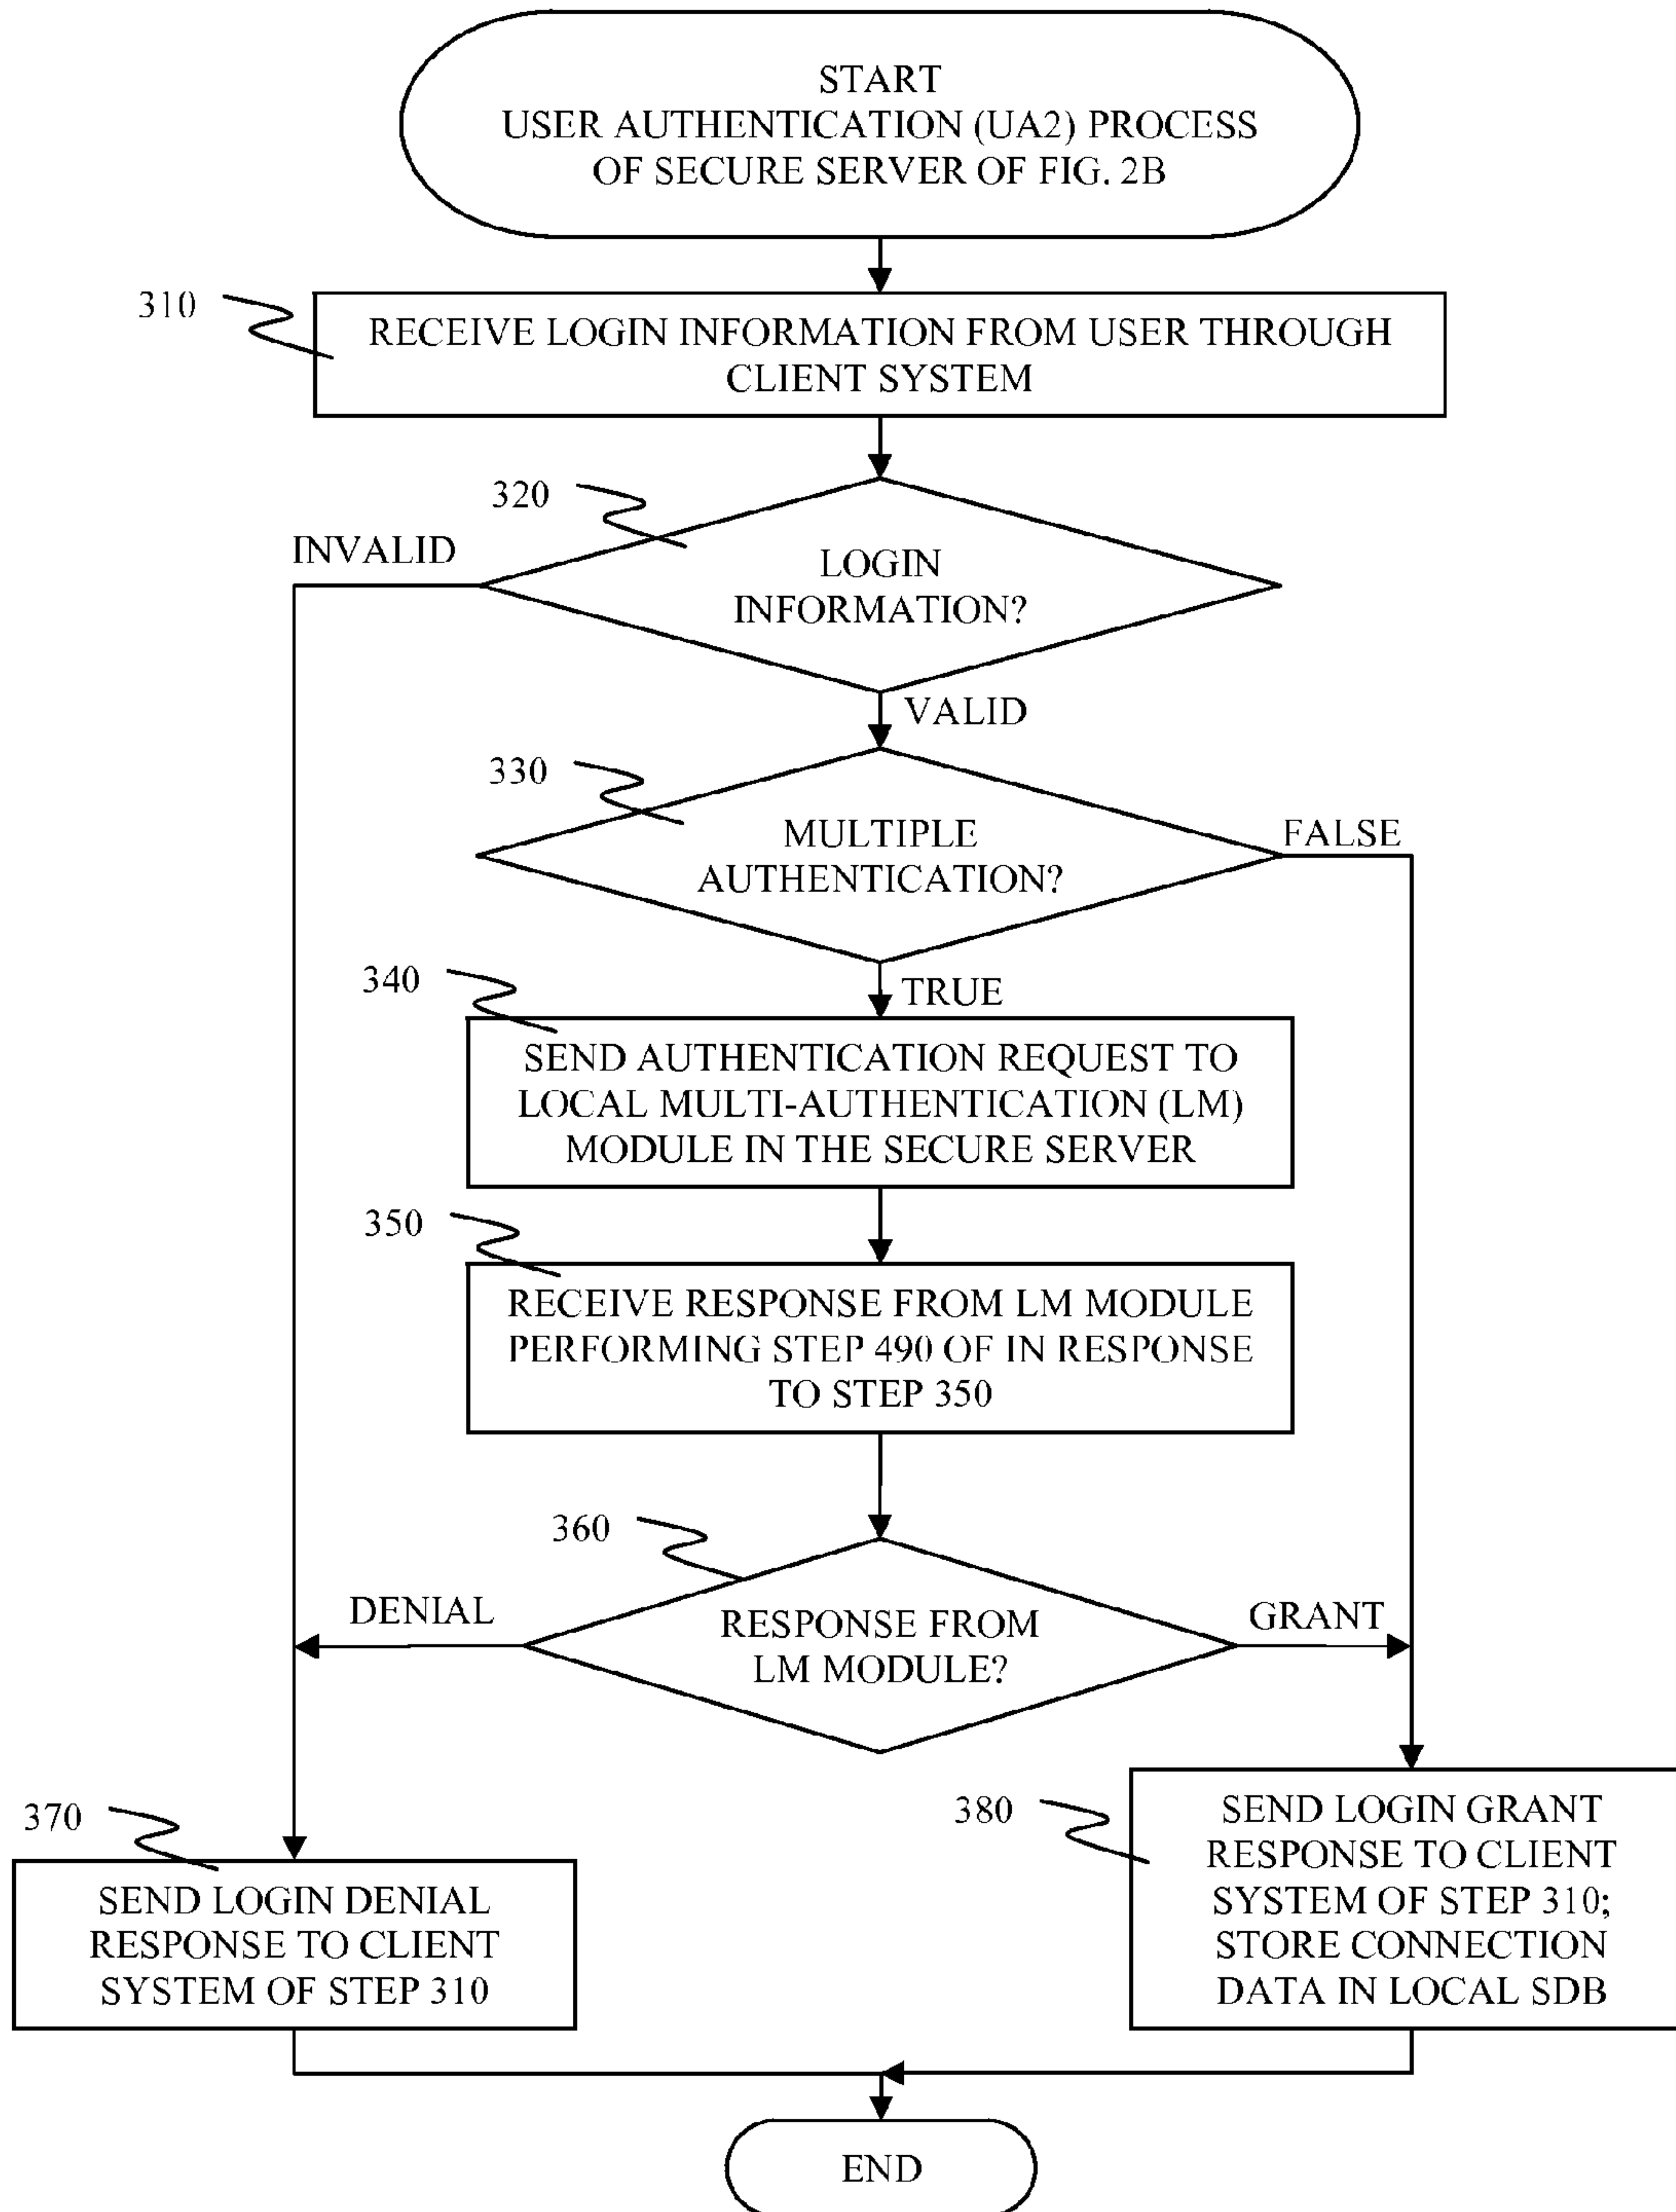 START
USER AUTHENTICATION (UA2) PROCESS
OF SECURE SERVER OF FIG. 2B
310
RECEIVE LOGIN INFORMATION FROM USER THROUGH
CLIENT SYSTEM
320
INVALID
LOGIN
INFORMATION?
VALID
330
MULTIPLE
AUTHENTICATION?
FALSE
340
TRUE
SEND AUTHENTICATION REQUEST TO
LOCAL MULTI-AUTHENTICATION (LM)
MODULE IN THE SECURE SERVER
350
RECEIVE RESPONSE FROM LM MODULE
PERFORMING STEP 490 OF IN RESPONSE
TO STEP 350
360
DENIAL
RESPONSE FROM
LM MODULE?
GRANT
370
SEND LOGIN DENIAL
RESPONSE TO CLIENT
SYSTEM OF STEP 310
380
SEND LOGIN GRANT
RESPONSE TO CLIENT
SYSTEM OF STEP 310;
STORE CONNECTION
DATA IN LOCAL SDB
END